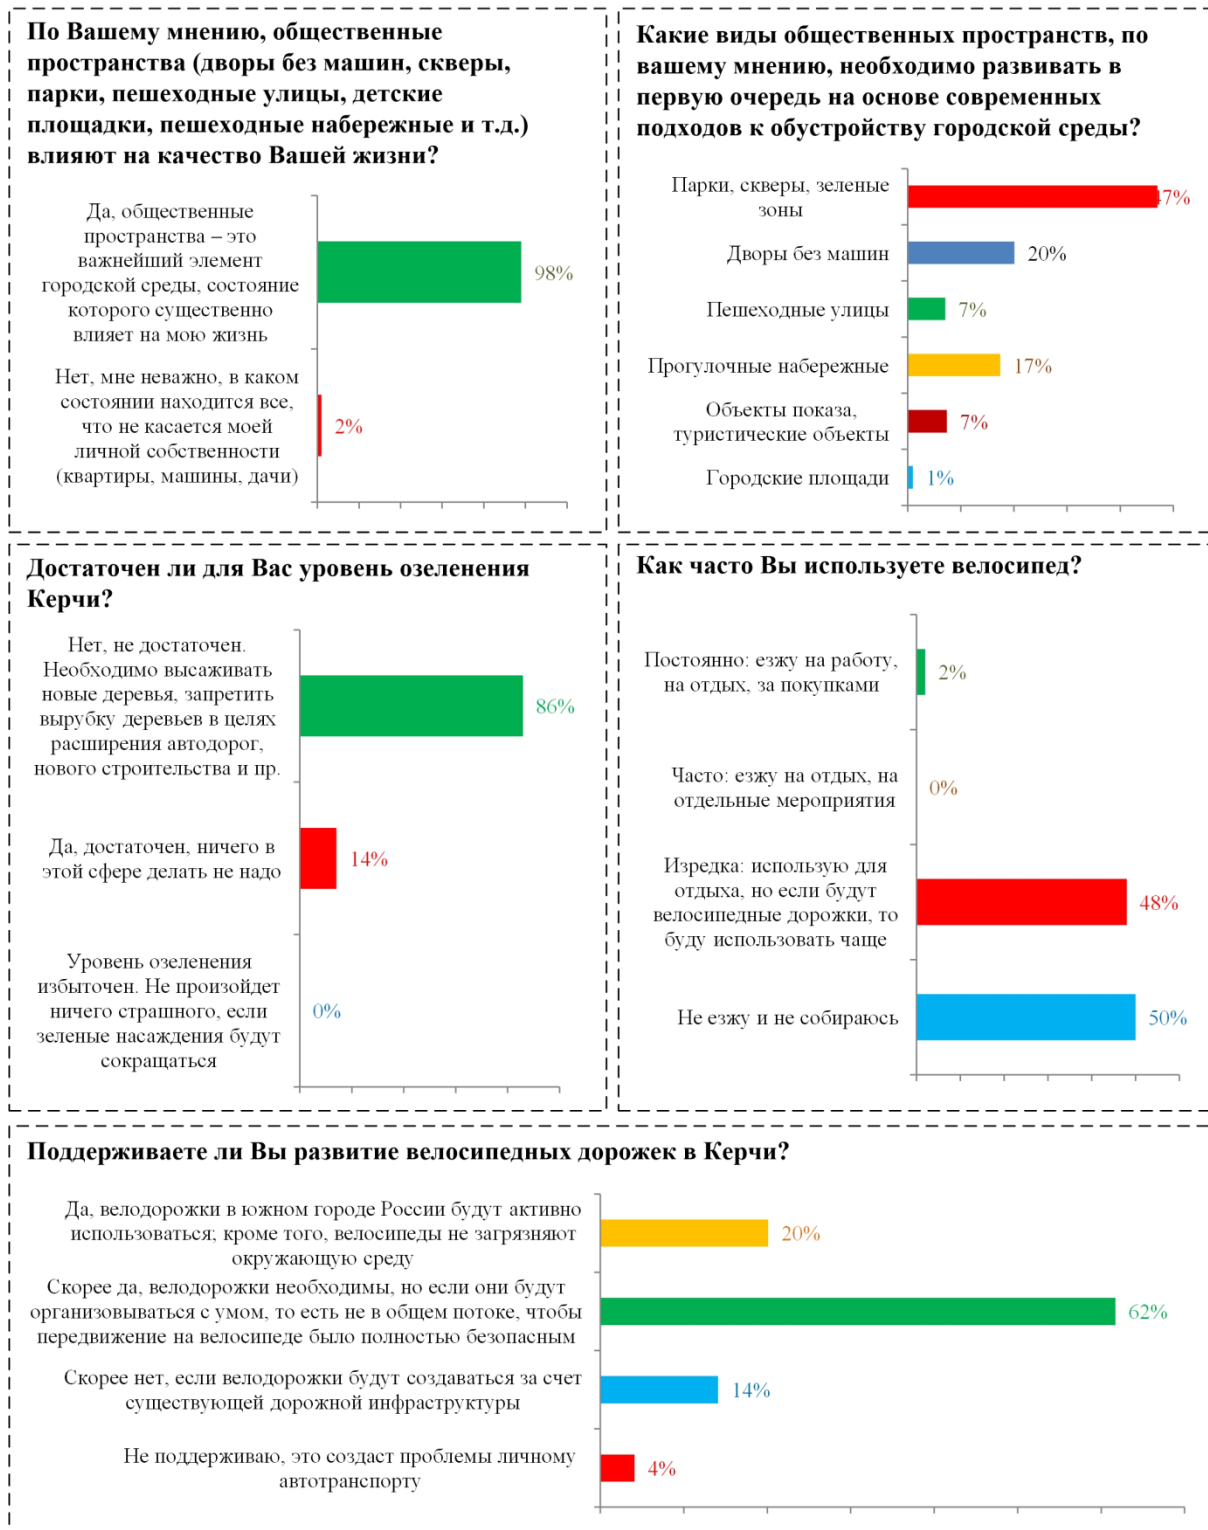 По Вашему мнению, общественные
пространства (дворы без машин, скверы,
парки, пешеходные улицы, детские
площадки, пешеходные набережные и т.д.)
влияют на качество Вашей жизни?
Да, общественные
пространства – это
важнейший элемент
городской среды, состояние
которого существенно
влияет на мою жизнь
98%
Нет, мне неважно, в каком
состоянии находится все,
что не касается моей
личной собственности
(квартиры, машины, дачи)
2%
Какие виды общественных пространств, по
вашему мнению, необходимо развивать в
первую очередь на основе современных
подходов к обустройству городской среды?
Парки, скверы, зеленые
зоны
47%
Дворы без машин
20%
Пешеходные улицы
7%
Прогулочные набережные
17%
Объекты показа,
туристические объекты
7%
Городские площади
1%
Достаточен ли для Вас уровень озеленения
Керчи?
Нет, не достаточен.
Необходимо высаживать
новые деревья, запретить
вырубку деревьев в целях
расширения автодорог,
нового строительства и пр.
86%
Да, достаточен, ничего в
этой сфере делать не надо
14%
Уровень озеленения
избыточен. Не произойдет
ничего страшного, если
зеленые насаждения будут
сокращаться
0%
Как часто Вы используете велосипед?
Постоянно: езжу на работу,
на отдых, за покупками
2%
Часто: езжу на отдых, на
отдельные мероприятия
0%
Изредка: использую для
отдыха, но если будут
велосипедные дорожки, то
буду использовать чаще
48%
Не езжу и не собираюсь
50%
Поддерживаете ли Вы развитие велосипедных дорожек в Керчи?
Да, велодорожки в южном городе России будут активно
использоваться; кроме того, велосипеды не загрязняют
окружающую среду
20%
Скорее да, велодорожки необходимы, но если они будут
организовываться с умом, то есть не в общем потоке, чтобы
передвижение на велосипеде было полностью безопасным
62%
Скорее нет, если велодорожки будут создаваться за счет
существующей дорожной инфраструктуры
14%
Не поддерживаю, это создаст проблемы личному
автотранспорту
4%